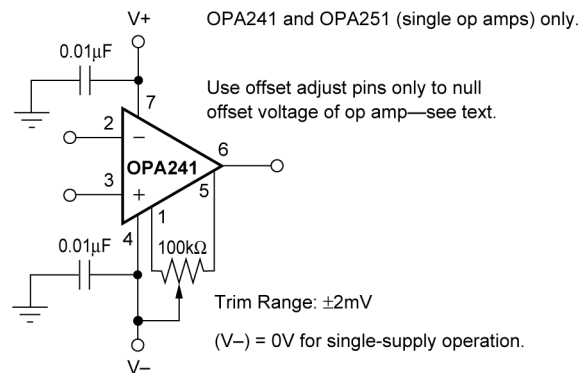 V+
OPA241 and OPA251 (single op amps) only.
0.01µF
7
Use offset adjust pins only to null
offset voltage of op amp—see text.
2
–
6
OPA241
3
+
5
1
4
0.01µF
100kΩ
Trim Range: ±2mV
(V–) = 0V for single-supply operation.
V–